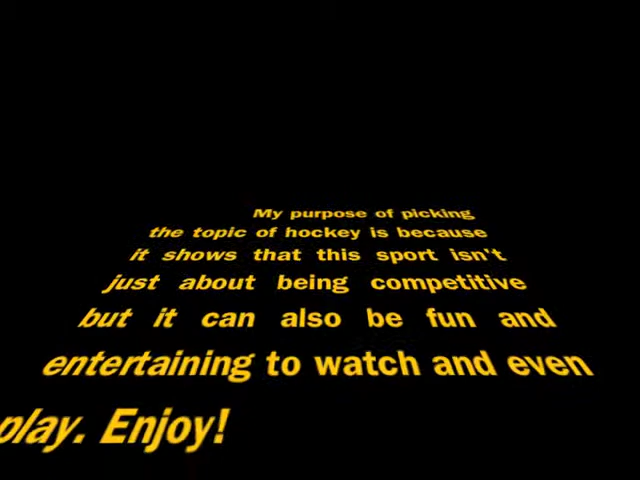 My purpose of picking
the topic of hockey is because
it shows that this sport isn't
just about being competitive
but it can also be fun and
entertaining to watch and even
play. Enjoy!